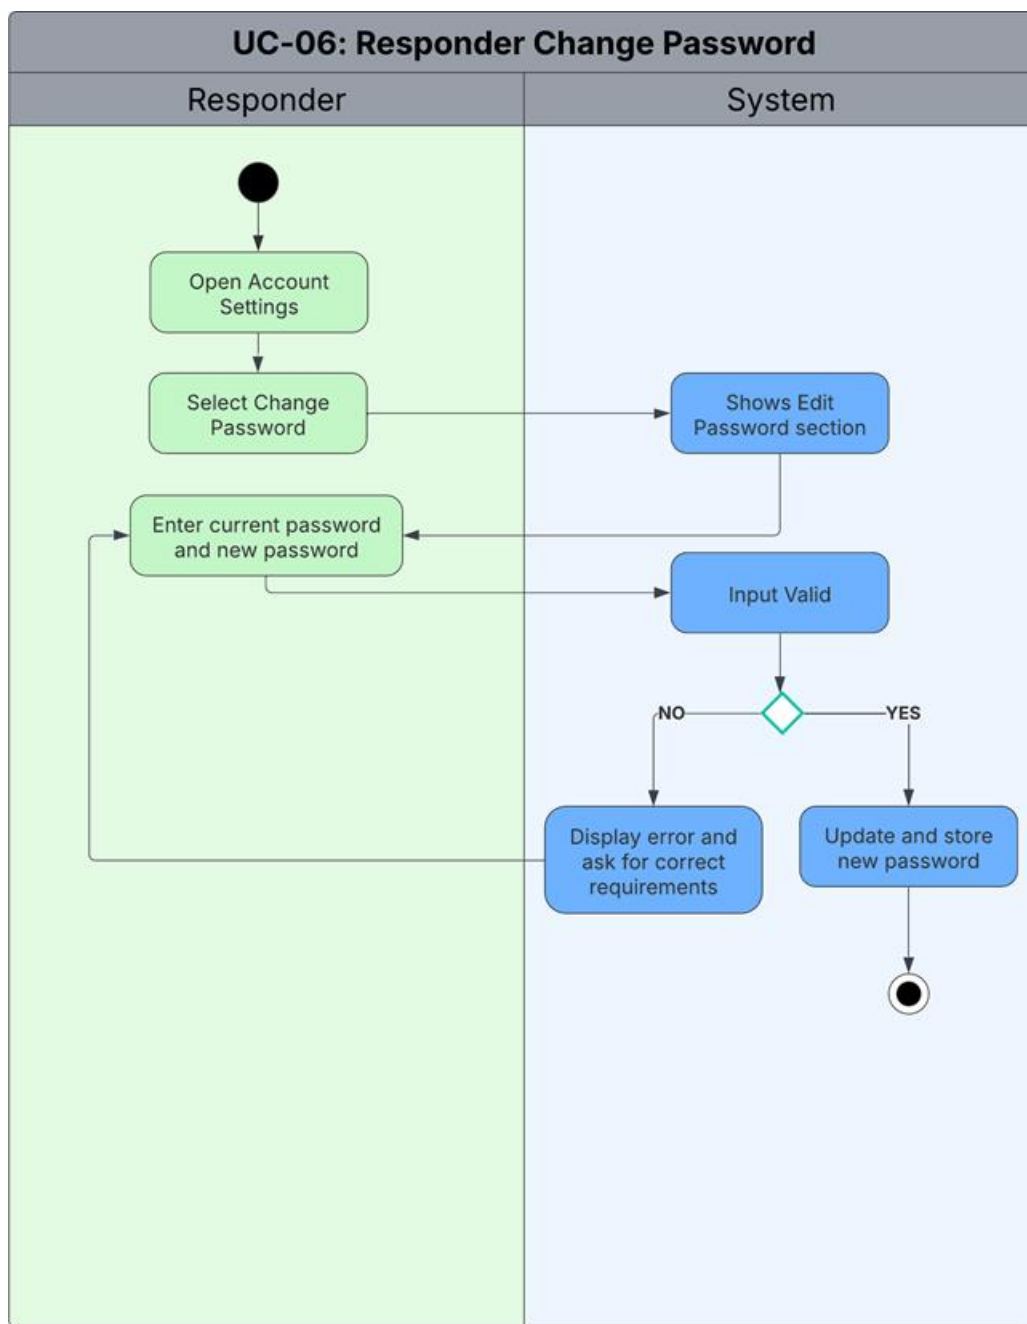 UC-06: Responder Change Password
Responder
System
Open Account
Settings
Select Change
Password
Shows Edit
Password section
Enter current password
and new password
Input Valid
NO
YES
Display error and
ask for correct
requirements
Update and store
new password